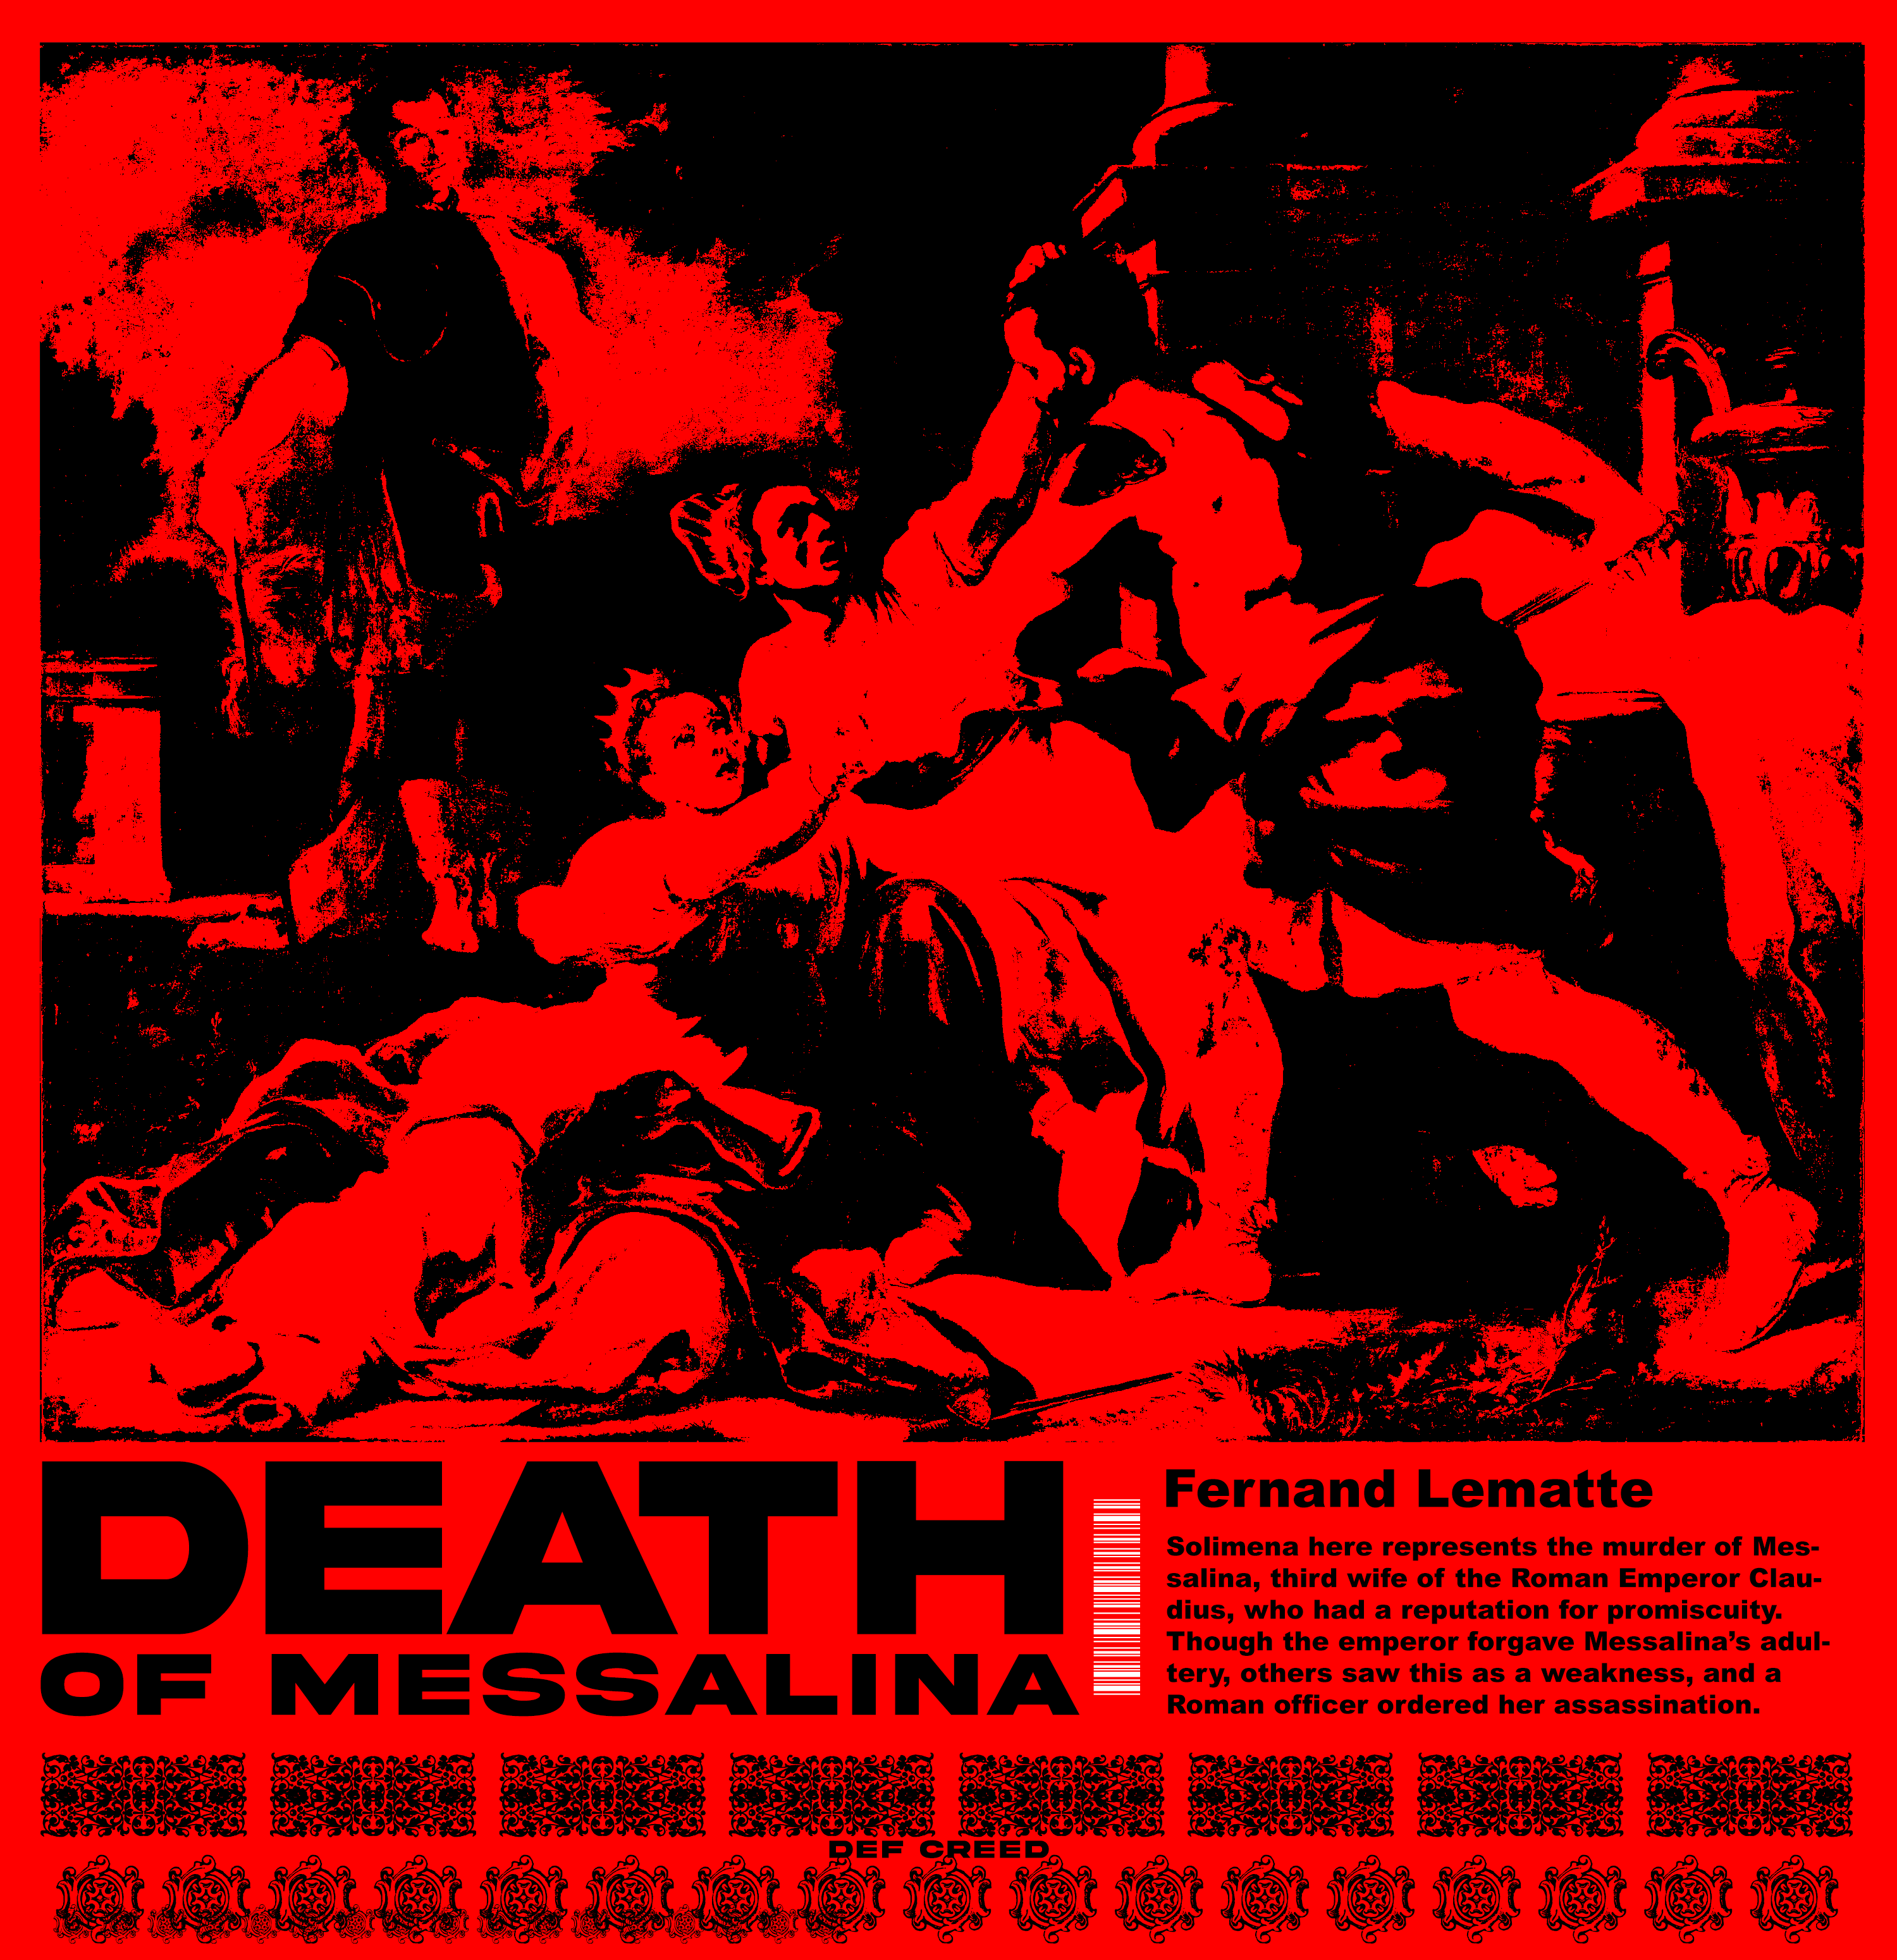 DEATH
OF MESSALINA
Fernand Lematte
Solimena here represents the murder of Mes-
salina, third wife of the Roman Emperor Clau-
dius, who had a reputation for promiscuity.
Though the emperor forgave Messalina’s adul-
tery, others saw this as a weakness, and a
Roman officer ordered her assassination.
DEF CREED